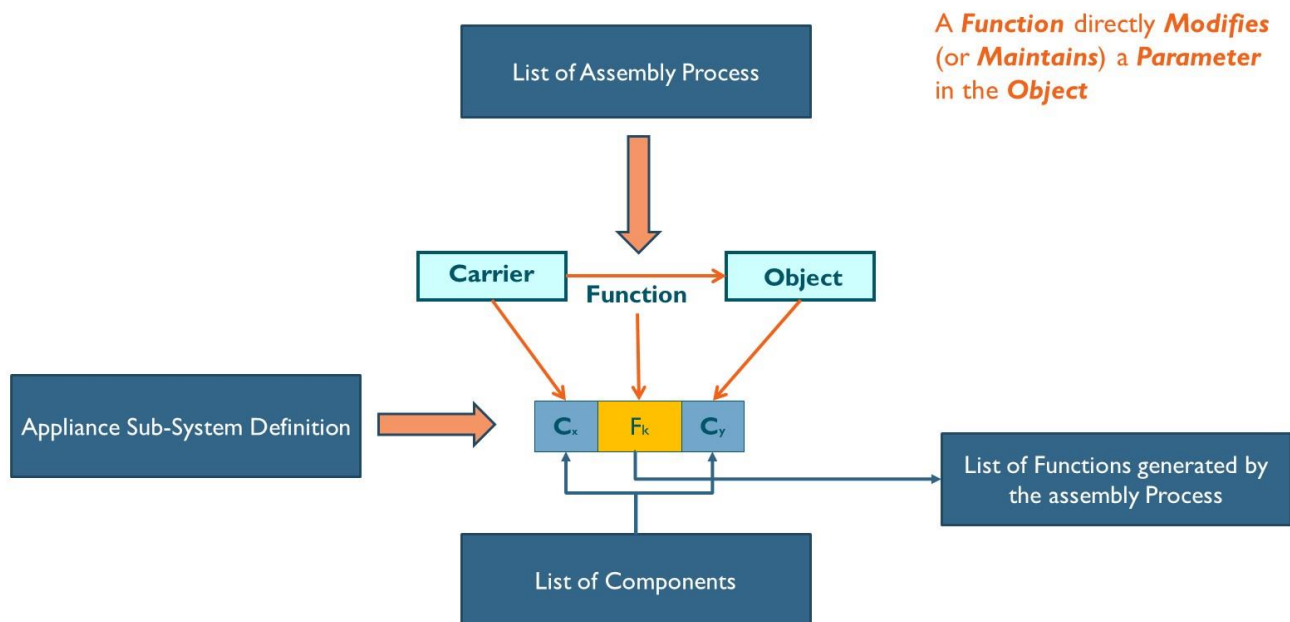 A Function directly Modifies
(or Maintains) a Parameter
in the Object
List of Assembly Process
Carrier
Function
Object
Appliance Sub-System Definition
Cx
Fk
Cy
List of Functions generated by
the assembly Process
List of Components